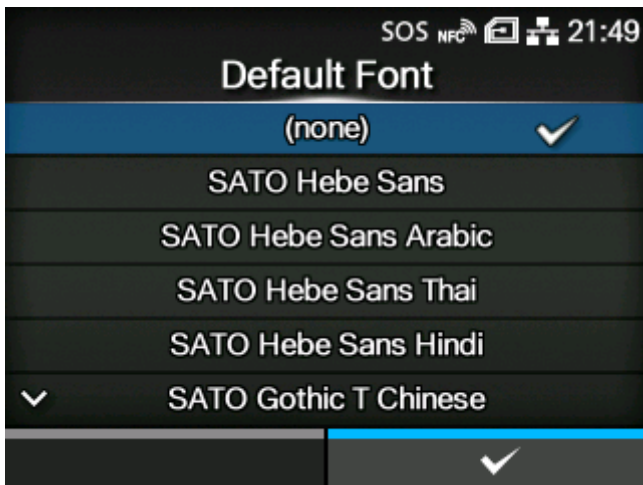 SOS NFC 21:49
Default Font
(none)
SATO Hebe Sans
SATO Hebe Sans Arabic
SATO Hebe Sans Thai
SATO Hebe Sans Hindi
SATO Gothic T Chinese